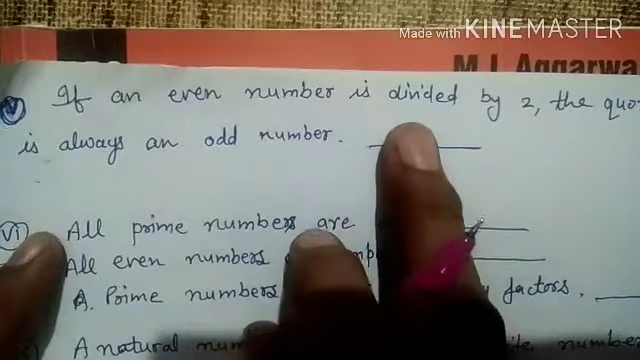 Made with KINEMASTER
M L Aggarwa
(v) If an even number is divided by 2, the quo
is always an odd number.
(vi) All prime numbers are
All even numbers
A. Prime numbers factors.
A natural number